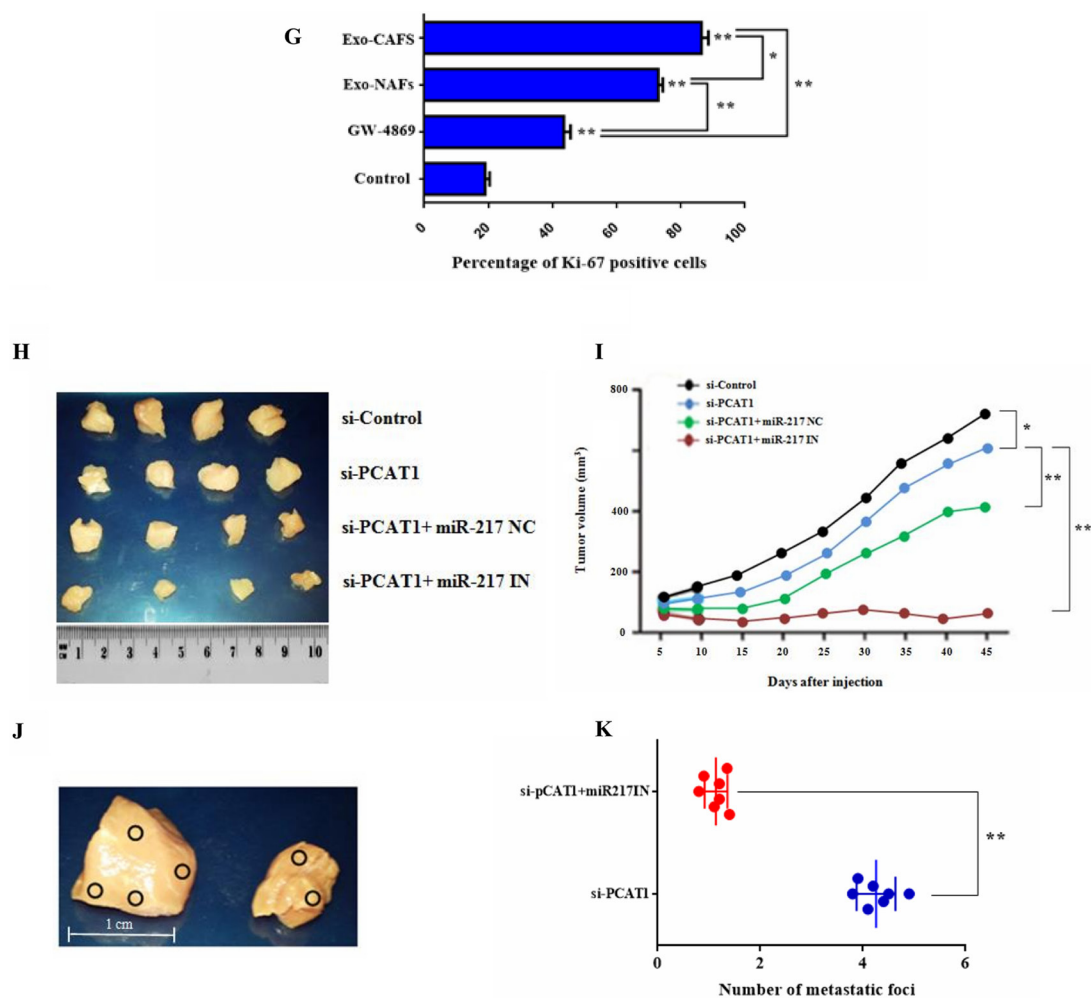 G
Exo-CAFS
Exo-NAFs
GW-4869
Control
**
**
**
*
**
**
0
20
40
60
80
100
Percentage of Ki-67 positive cells
H
si-Control
si-PCAT1
si-PCAT1+ miR-217 NC
si-PCAT1+ miR-217 IN
CM 1 2 3 4 5 6 7 8 9 10
I
si-Control
si-PCAT1
si-PCAT1+ miR-217 NC
si-PCAT1+ miR-217 IN
Tumor volume (mm³)
800
400
200
0
5 10 15 20 25 30 35 40 45
Days after injection
*
**
**
J
1 cm
K
si-pCAT1+miR217IN
si-PCAT1
**
0 2 4 6
Number of metastatic foci